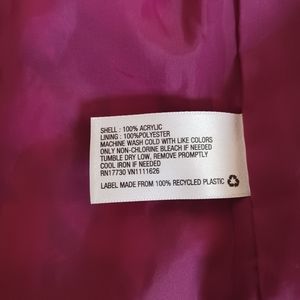 SHELL : 100% ACRYLIC
LINING : 100%POLYESTER
MACHINE WASH COLD WITH LIKE COLORS
ONLY NON-CHLORINE BLEACH IF NEEDED
TUMBLE DRY LOW, REMOVE PROMPTLY
COOL IRON IF NEEDED
RN17730 VN1111626
LABEL MADE FROM 100% RECYCLED PLASTIC